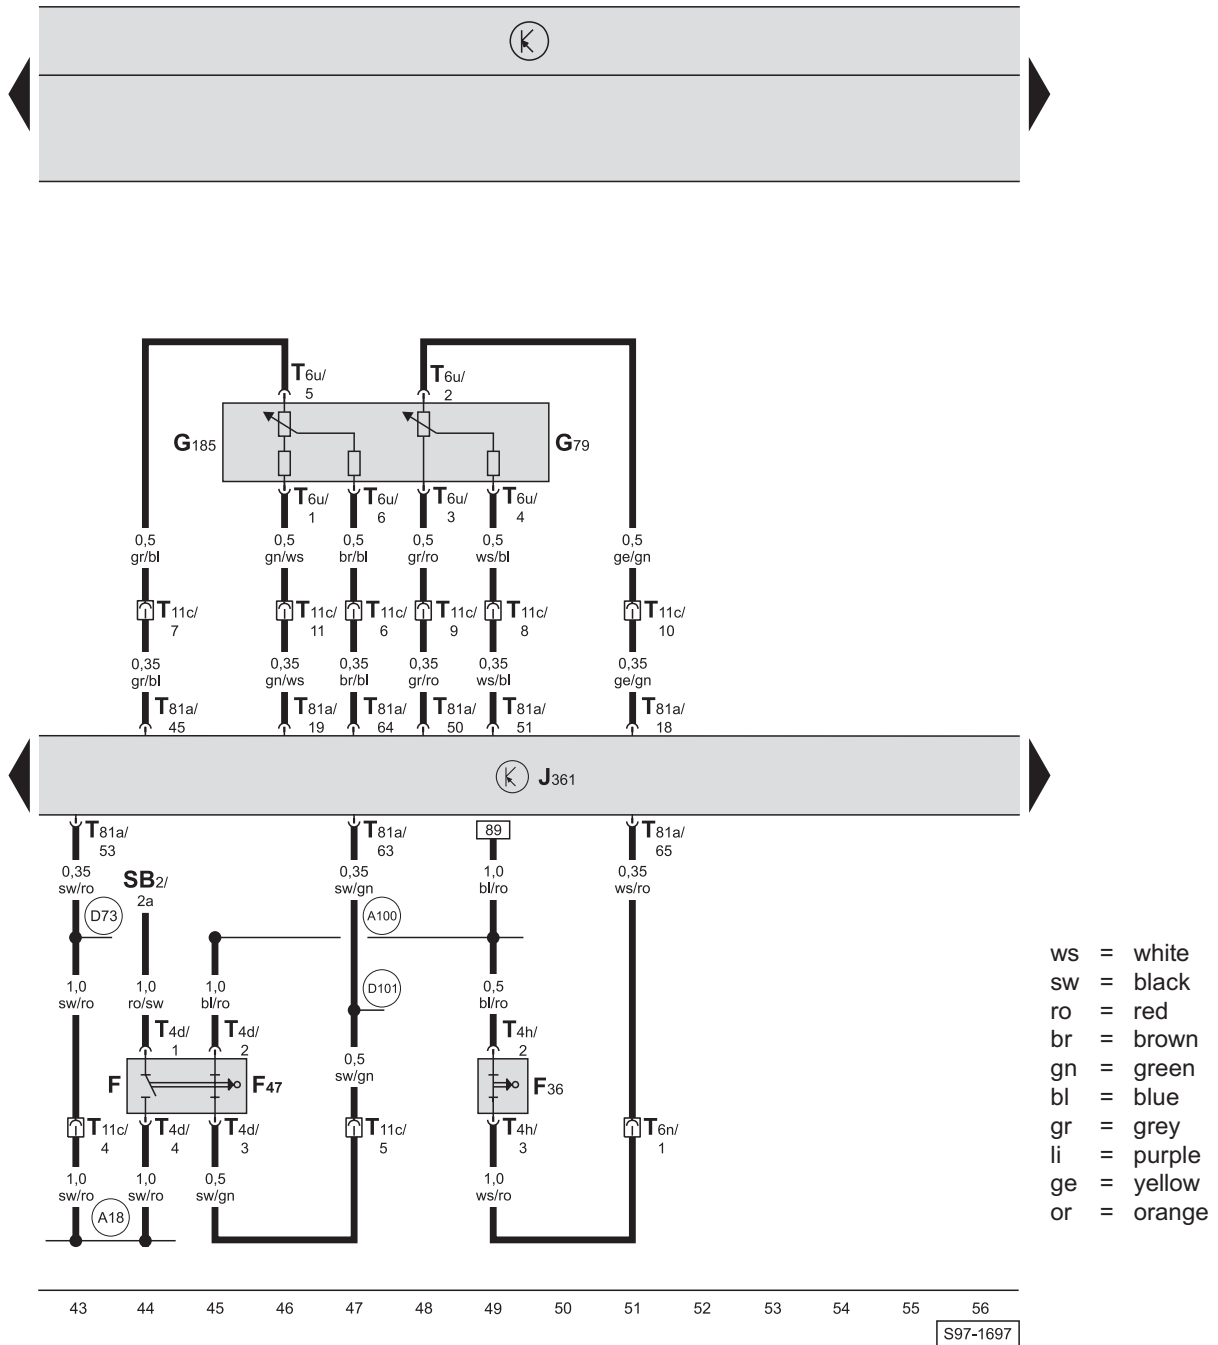 T6u/ T6u/
5 2
G185 G79
T6u/ T6u/ T6u/ T6u/
1 6 3 4
0,5 0,5 0,5 0,5 0,5 0,5
gr/bl gn/ws br/bl gr/ro ws/bl ge/gn
T11c/ T11c/ T11c/ T11c/ T11c/ T11c/
7 11 6 9 8 10
0,35 0,35 0,35 0,35 0,35 0,35
gr/bl gn/ws br/bl gr/ro ws/bl ge/gn
T81a/ T81a/ T81a/ T81a/ T81a/ T81a/
45 19 64 50 51 18
J361
T81a/ T81a/ 89 T81a/
53 63 65
0,35 SB2/ 0,35 1,0 0,35
sw/ro 2a sw/gn bl/ro ws/ro
D73 A100
1,0 1,0 1,0 D101 0,5
sw/ro ro/sw bl/ro bl/ro
T4d/ T4d/ T4h/
1 2 2
0,5
sw/gn
F F47 F36
T11c/ T4d/ T4d/ T11c/ T4h/ T6n/
4 4 3 5 3 1
1,0 1,0 0,5 1,0
sw/ro sw/ro sw/gn ws/ro
A18
ws = white
sw = black
ro = red
br = brown
gn = green
bl = blue
gr = grey
li = purple
ge = yellow
or = orange
43 44 45 46 47 48 49 50 51 52 53 54 55 56
S97-1697